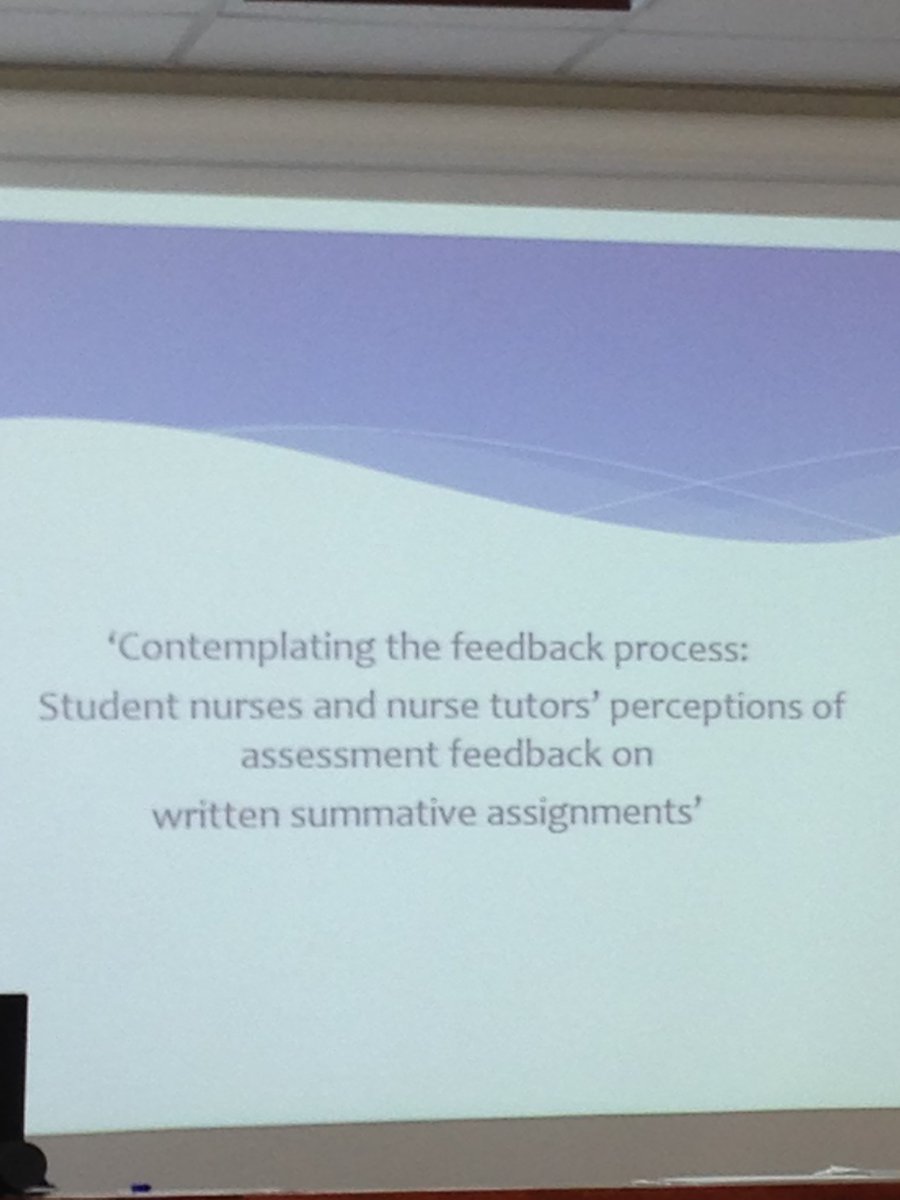 ‘Contemplating the feedback process:
Student nurses and nurse tutors’ perceptions of
assessment feedback on
written summative assignments’